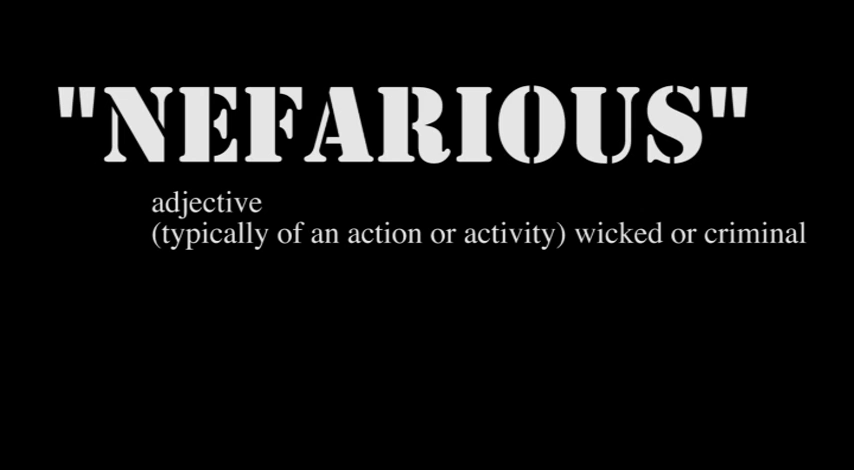 "NEFARIOUS"
adjective
(typically of an action or activity) wicked or criminal